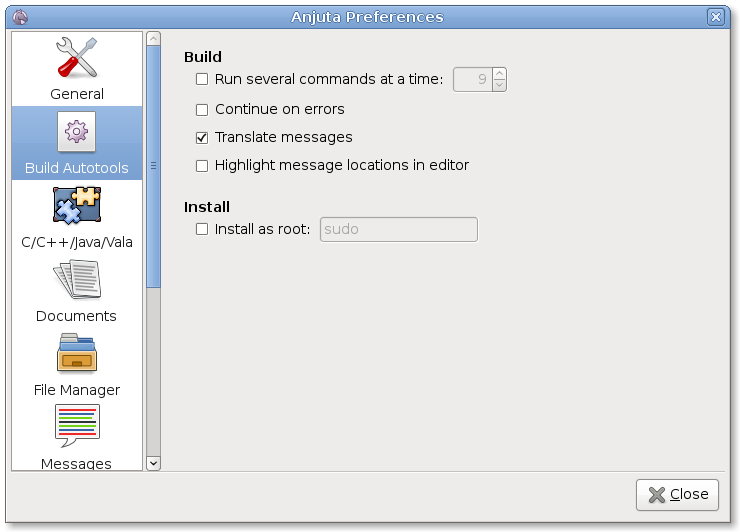 Anjuta Preferences
General
Build Autotools
C/C++/Java/Vala
Documents
File Manager
Messages
Build
Run several commands at a time: 9
Continue on errors
Translate messages
Highlight message locations in editor
Install
Install as root: sudo
Close